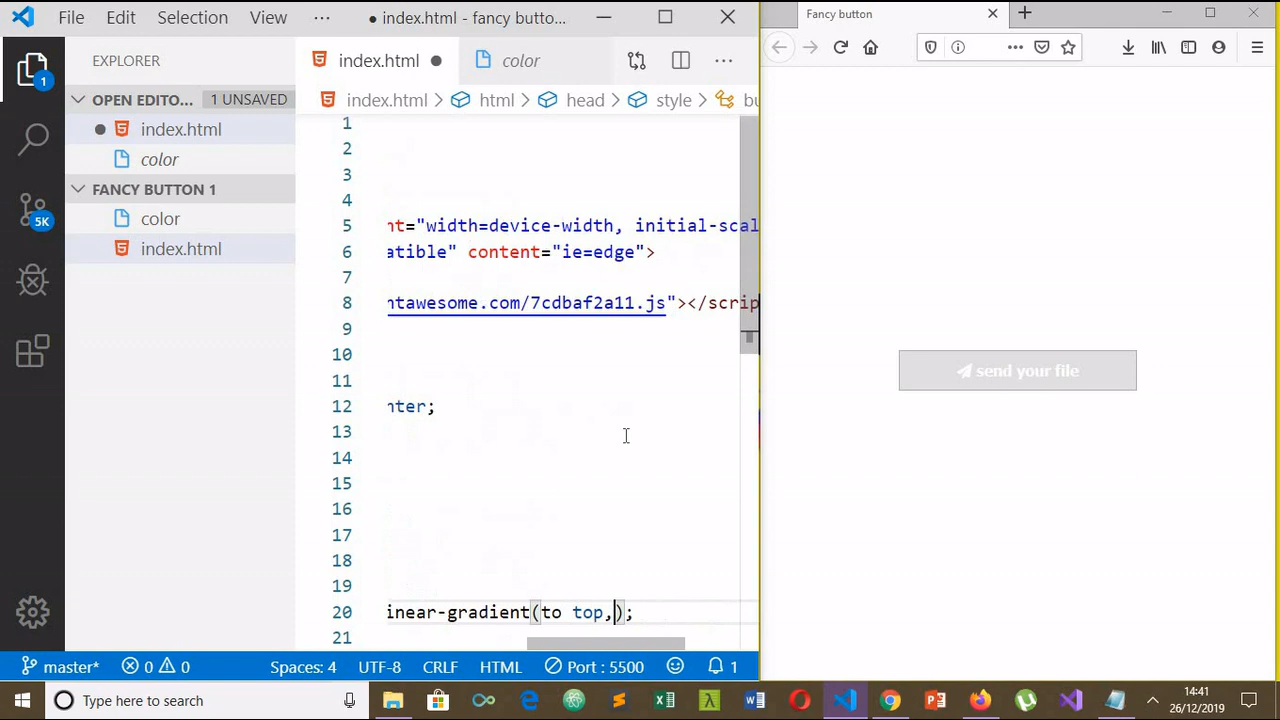 File Edit Selection View ··· ● index.html - fancy butto...
Fancy button
EXPLORER
index.html ●
color
OPEN EDITO... 1 UNSAVED
index.html > html > head > style > bu
index.html
color
FANCY BUTTON 1
color
index.html
1
5K
1
2
3
4
5 nt="width=device-width, initial-scal
6 atible" content="ie=edge">
7
8 ntawesome.com/7cdbaf2a11.js"></scrip
9
10
11
12 nter;
13
14
15
16
17
18
19
20 inear-gradient(to top,);
21
send your file
master* 0 0 Spaces: 4 UTF-8 CRLF HTML Port : 5500 1
Type here to search
14:41
26/12/2019